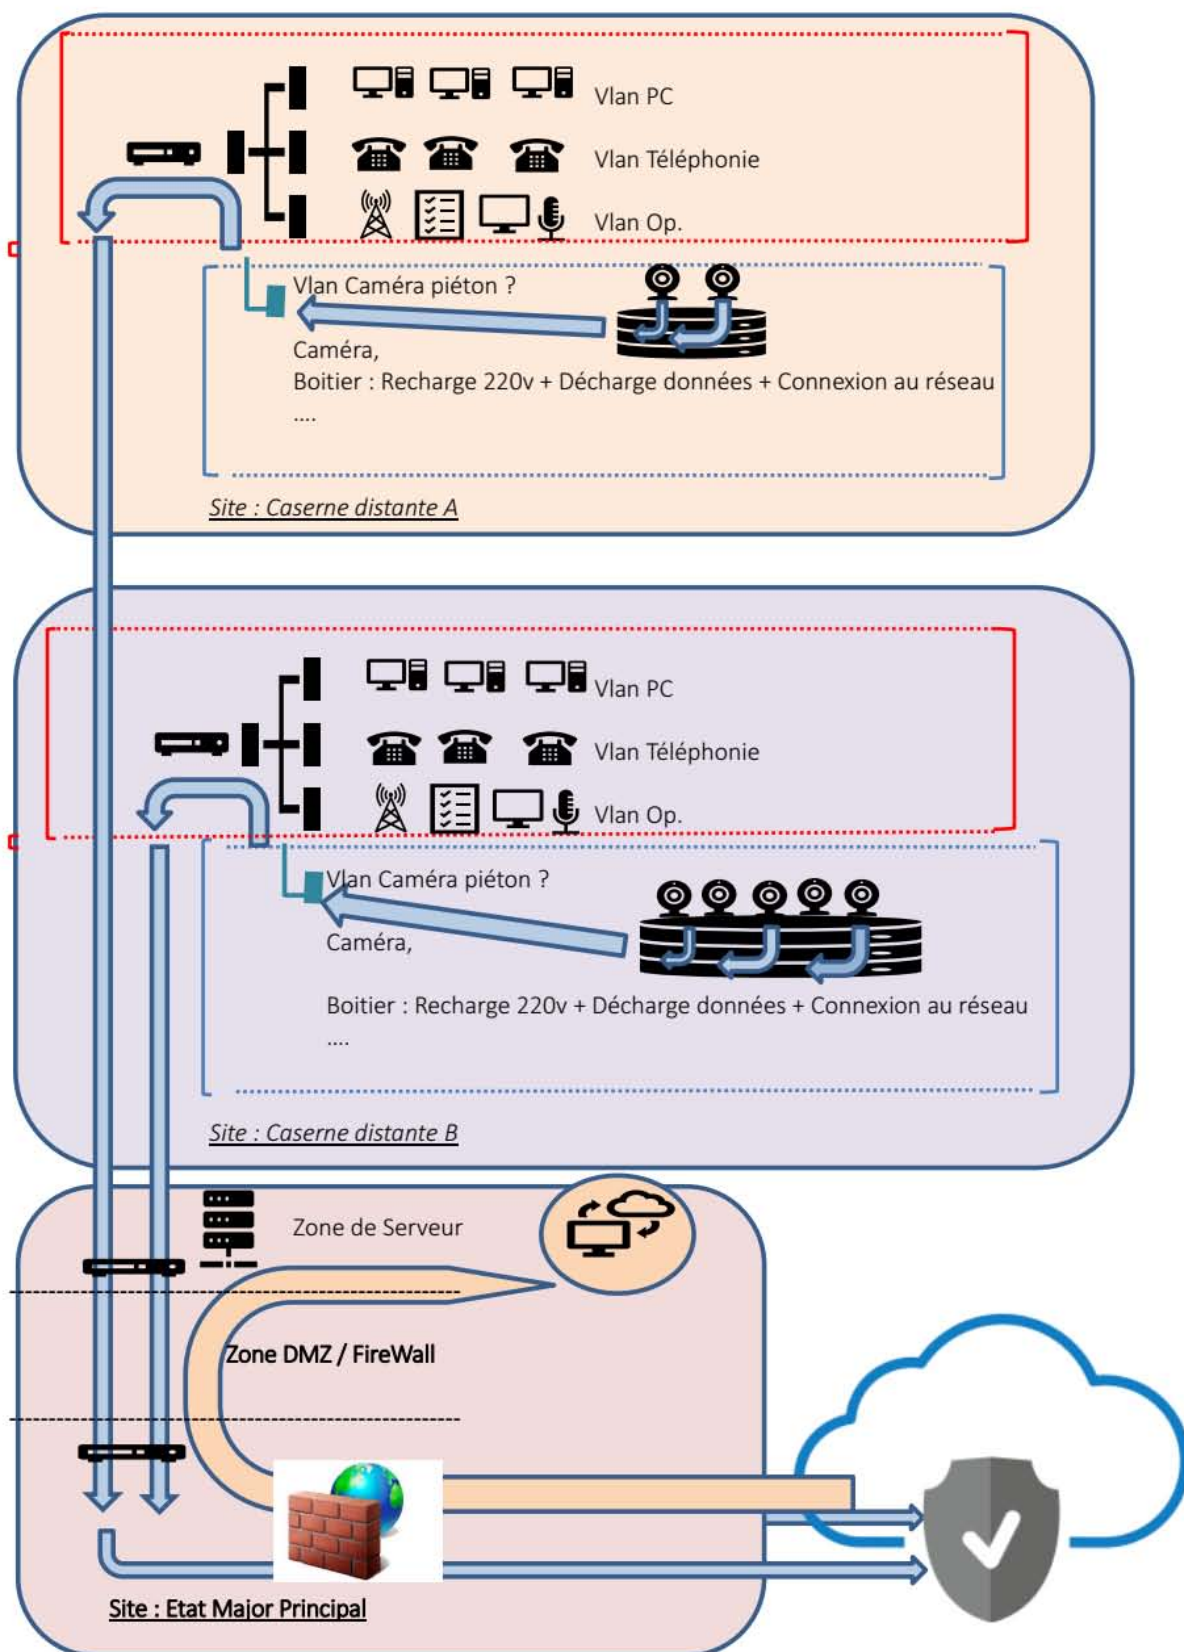 Vlan PC
Vlan Téléphonie
Vlan Op.
Vlan Caméra piéton ?
Caméra,
Boitier : Recharge 220v + Décharge données + Connexion au réseau
....
Site : Caserne distante A
Vlan PC
Vlan Téléphonie
Vlan Op.
Vlan Caméra piéton ?
Caméra,
Boitier : Recharge 220v + Décharge données + Connexion au réseau
....
Site : Caserne distante B
Zone de Serveur
Zone DMZ / FireWall
Site : Etat Major Principal